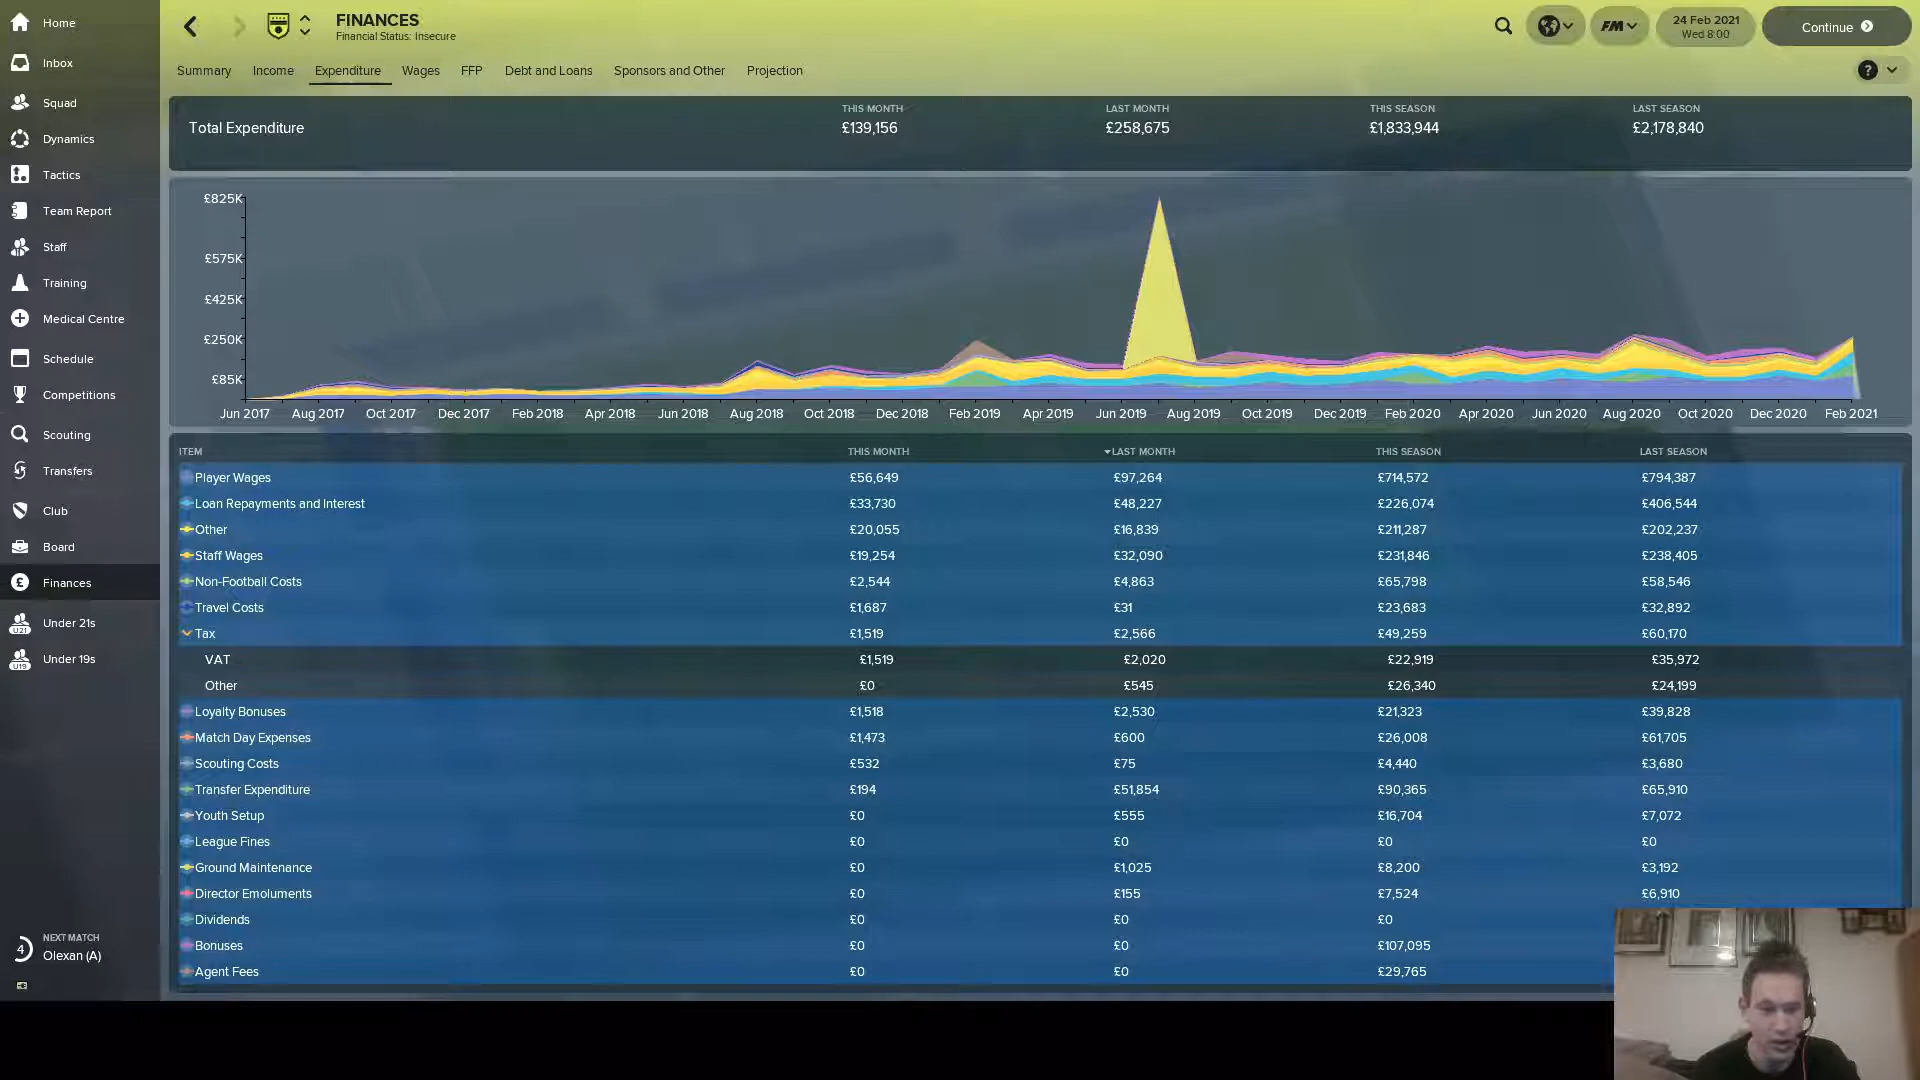 Home
Inbox
Squad
Dynamics
Tactics
Team Report
Staff
Training
Medical Centre
Schedule
Competitions
Scouting
Transfers
Club
Board
Finances
U21
Under 21s
U19
Under 19s
4
NEXT MATCH
Olexan (A)
FINANCES
Financial Status: Insecure
FM
24 Feb 2021
Wed 8:00
Continue
Summary Income Expenditure Wages FFP Debt and Loans Sponsors and Other Projection
?
THIS MONTH LAST MONTH THIS SEASON LAST SEASON
Total Expenditure £139,156 £258,675 £1,833,944 £2,178,840
£825K
£575K
£425K
£250K
£85K
Jun 2017 Aug 2017 Oct 2017 Dec 2017 Feb 2018 Apr 2018 Jun 2018 Aug 2018 Oct 2018 Dec 2018 Feb 2019 Apr 2019 Jun 2019 Aug 2019 Oct 2019 Dec 2019 Feb 2020 Apr 2020 Jun 2020 Aug 2020 Oct 2020 Dec 2020 Feb 2021
ITEM THIS MONTH LAST MONTH THIS SEASON LAST SEASON
Player Wages £56,649 £97,264 £714,572 £794,387
Loan Repayments and Interest £33,730 £48,227 £226,074 £406,544
Other £20,055 £16,839 £211,287 £202,237
Staff Wages £19,254 £32,090 £231,846 £238,405
Non-Football Costs £2,544 £4,863 £65,798 £58,546
Travel Costs £1,687 £31 £23,683 £32,892
Tax £1,519 £2,566 £49,259 £60,170
VAT £1,519 £2,020 £22,919 £35,972
Other £0 £545 £26,340 £24,199
Loyalty Bonuses £1,518 £2,530 £21,323 £39,828
Match Day Expenses £1,473 £600 £26,008 £61,705
Scouting Costs £532 £75 £4,440 £3,680
Transfer Expenditure £194 £51,854 £90,365 £65,910
Youth Setup £0 £555 £16,704 £7,072
League Fines £0 £0 £0 £0
Ground Maintenance £0 £1,025 £8,200 £3,192
Director Emoluments £0 £155 £7,524 £6,910
Dividends £0 £0 £0
Bonuses £0 £0 £107,095
Agent Fees £0 £0 £29,765